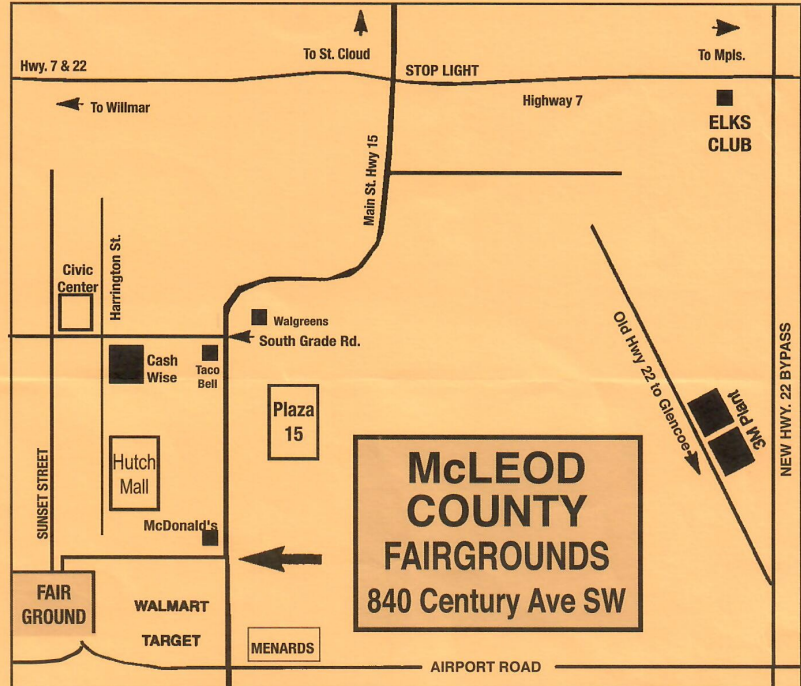 To St. Cloud
To Mpls.
Hwy. 7 & 22
STOP LIGHT
To Willmar
Highway 7
ELKS
CLUB
Main St. Hwy 15
Harrington St.
Civic
Center
Walgreens
South Grade Rd.
Cash
Wise
Taco
Bell
Old Hwy 22 to Glencoe
3M Plant
NEW HWY. 22 BYPASS
Plaza
15
Hutch
Mall
SUNSET STREET
McDonald's
McLEOD
COUNTY
FAIRGROUNDS
840 Century Ave SW
FAIR
GROUND
WALMART
TARGET
MENARDS
AIRPORT ROAD